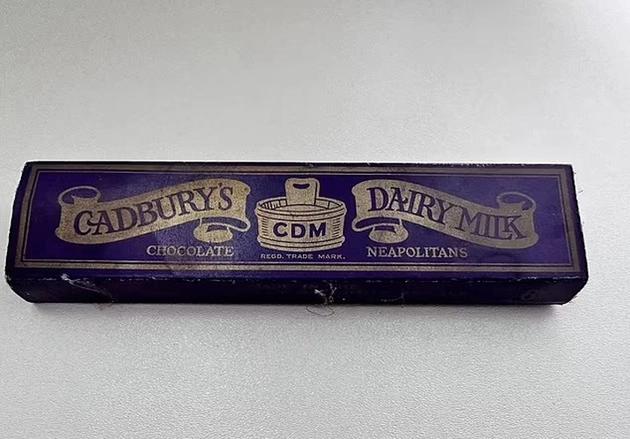 CADBURY'S
DAIRY MILK
CDM
CHOCOLATE
REGD. TRADE MARK.
NEAPOLITANS